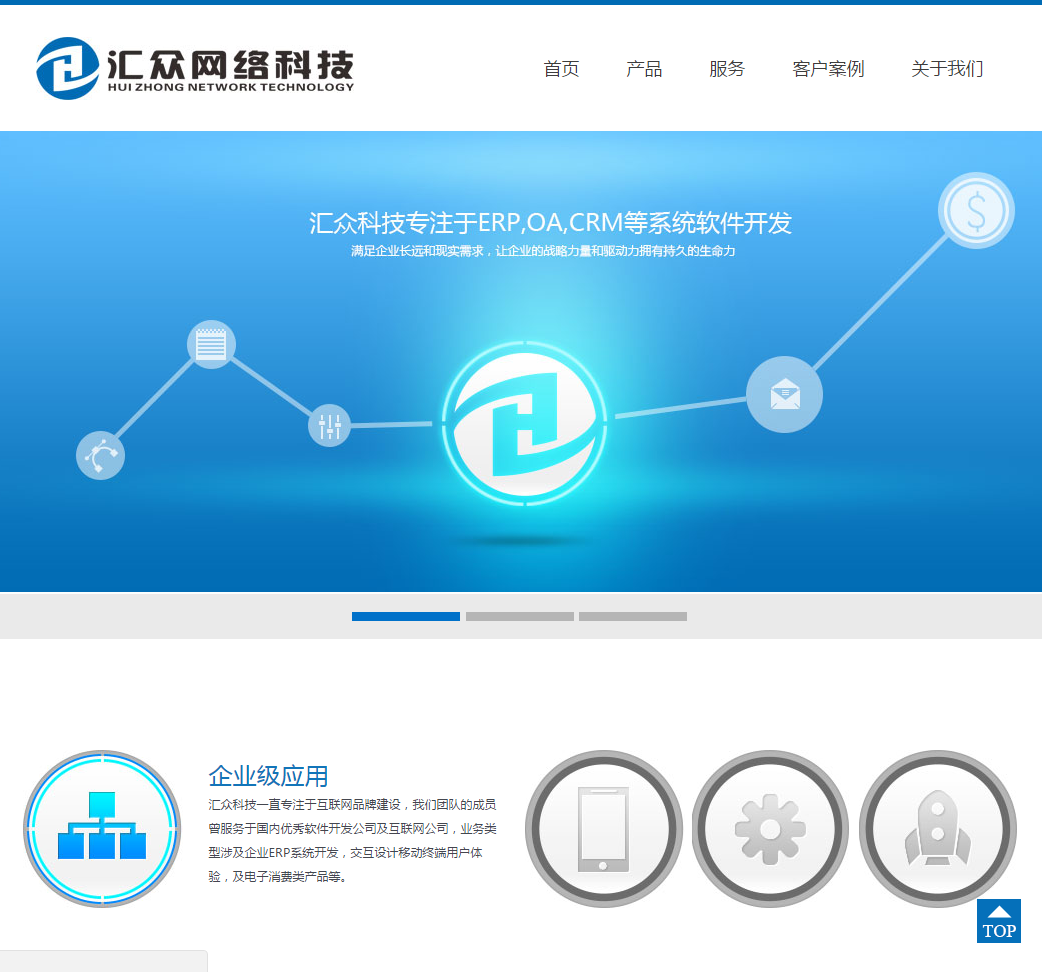 汇众网络科技
HUI ZHONG NETWORK TECHNOLOGY
首页 产品 服务 客户案例 关于我们
汇众科技专注于ERP,OA,CRM等系统软件开发
满足企业长远和现实需求，让企业的战略力量和驱动力拥有持久的生命力
企业级应用
汇众科技一直专注于互联网品牌建设，我们团队的成员
曾服务于国内优秀软件开发公司及互联网公司，业务类
型涉及企业ERP系统开发，交互设计移动终端用户体
验，及电子消费类产品等。
TOP